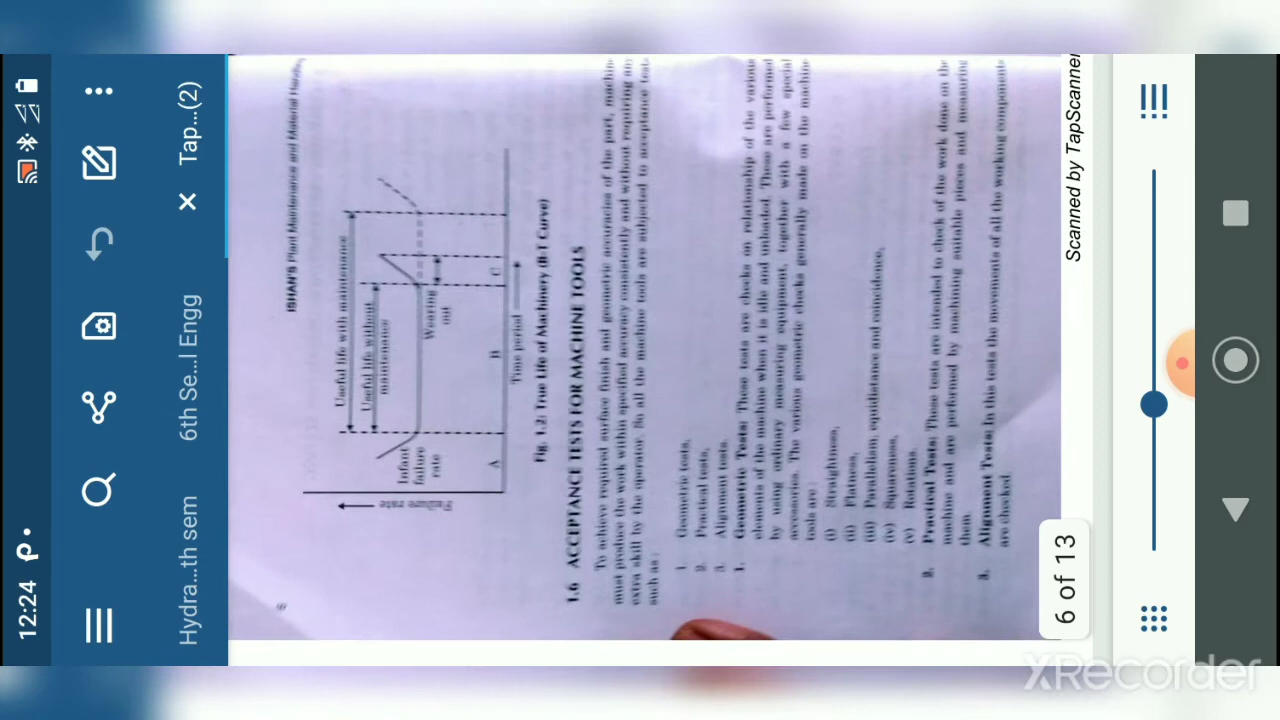 12:24
Hydra...th sem
6th Se...l Engg
× Tap...(2)
6
ISHAN'S Plant Maintenance and Material
Useful life with maintenance
Useful life without
maintenance
Infant
failure
rate
Wearing
out
Failure rate
A
B
C
Time period
Fig. 1.2: True Life of Machinery (B-T Curve)
1.6 ACCEPTANCE TESTS FOR MACHINE TOOLS
To achieve required surface finish and geometric accuracies of the part, machin
must produce the work within specified accuracy consistently and without requiring any
extra skill by the operator. So all the machine tools are subjected to acceptance test
such as :
1. Geometric tests,
2. Practical tests,
3. Alignment tests.
1. Geometric Tests: These tests are checks on relationship of the various
elements of the machine when it is idle and unloaded. These are performed
by using ordinary measuring equipment, together with a few special
accessories. The various geometric checks generally made on the machine
tools are :
(i) Straightness,
(ii) Flatness,
(iii) Parallelism, equidistance and coincidence,
(iv) Squareness,
(v) Rotations.
2. Practical Tests: These tests are intended to check of the work done on the
machine and are performed by machining suitable pieces and measuring
them.
3. Alignment Tests: In this tests the movements of all the working components
are checked.
Scanned by TapScanner
6 of 13
XRecorder